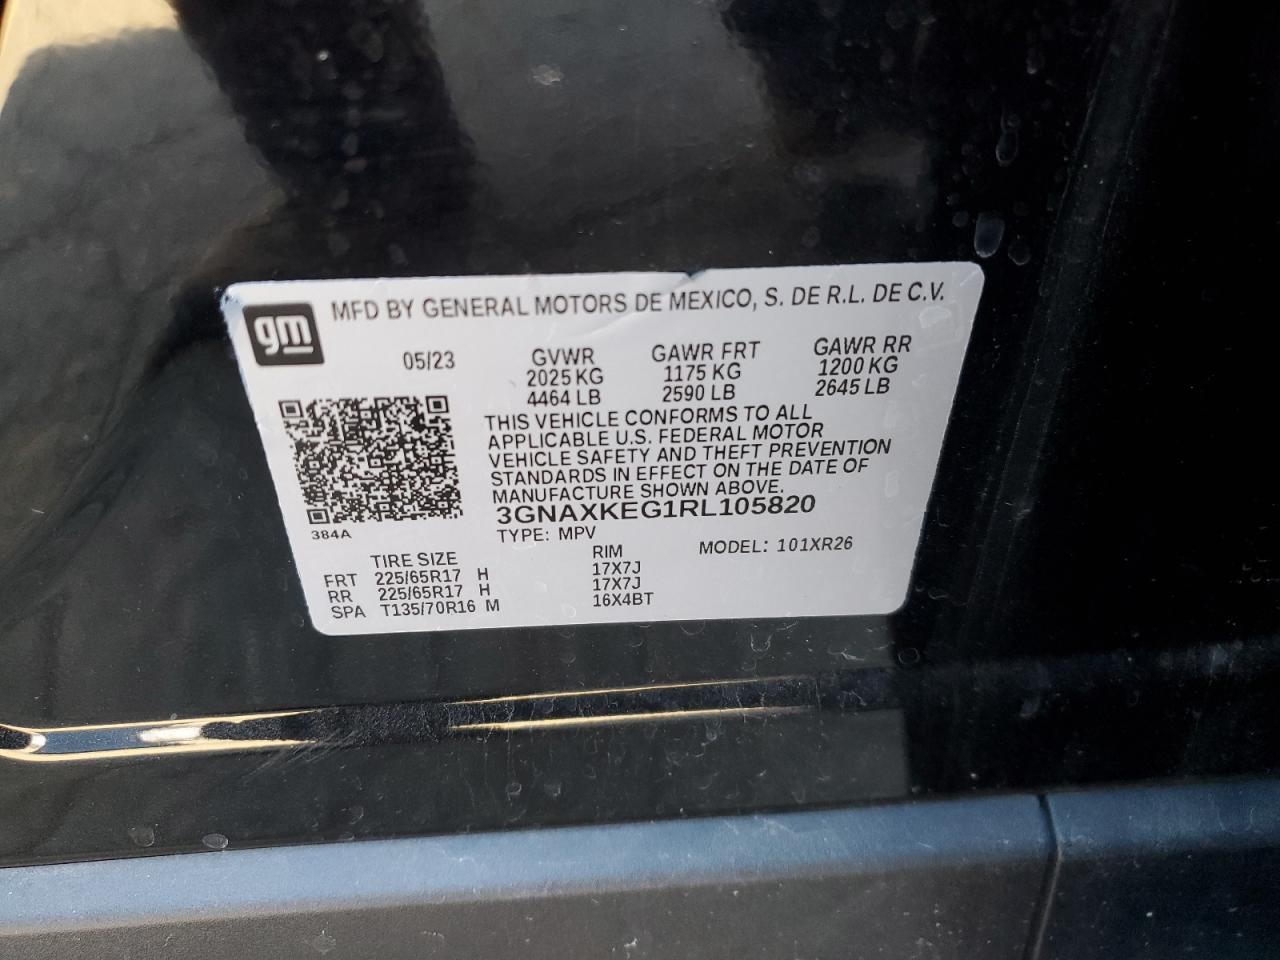 gm
MFD BY GENERAL MOTORS DE MEXICO, S. DE R.L. DE C.V.
05/23 GVWR GAWR FRT GAWR RR
2025 KG 1175 KG 1200 KG
4464 LB 2590 LB 2645 LB
THIS VEHICLE CONFORMS TO ALL
APPLICABLE U.S. FEDERAL MOTOR
VEHICLE SAFETY AND THEFT PREVENTION
STANDARDS IN EFFECT ON THE DATE OF
MANUFACTURE SHOWN ABOVE.
3GNAXKEG1RL105820
384A
TYPE: MPV MODEL: 101XR26
TIRE SIZE RIM
FRT 225/65R17 H 17X7J
RR 225/65R17 H 17X7J
SPA T135/70R16 M 16X4BT